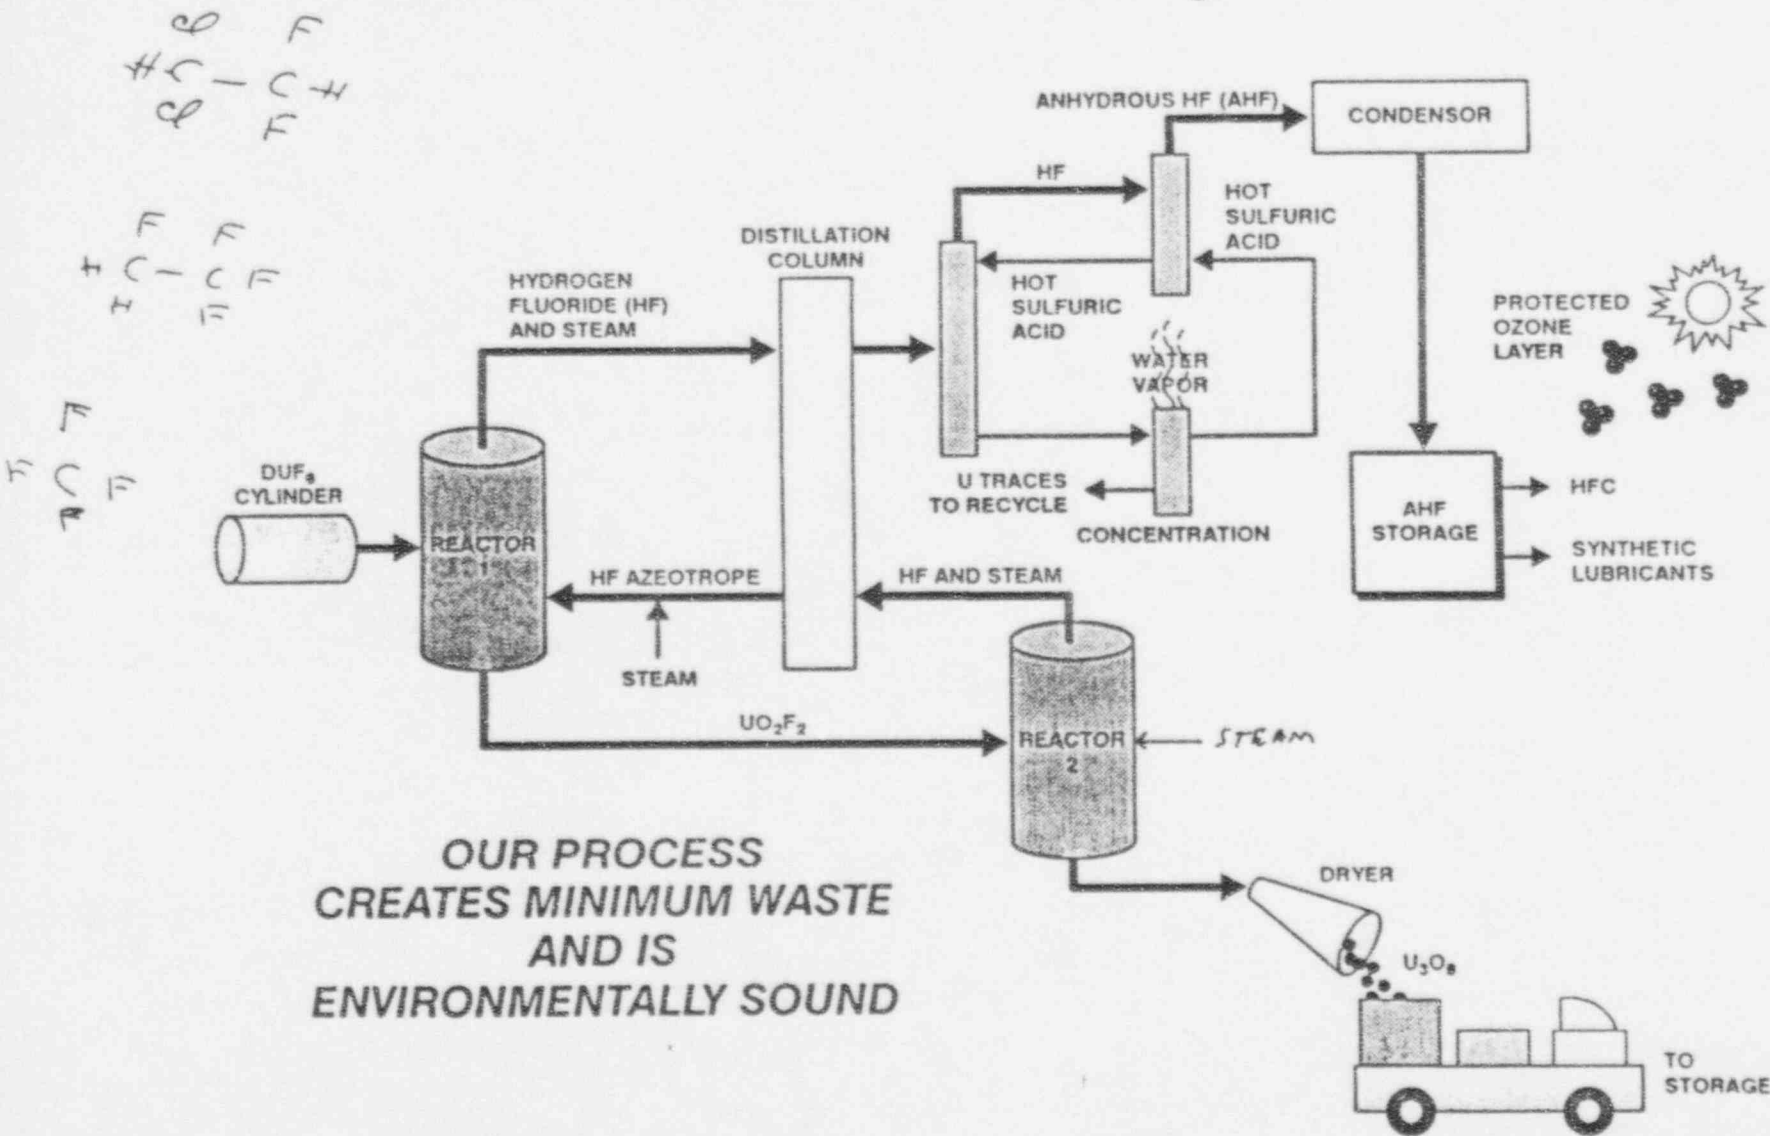 Cl F
H C — C H
Cl F
F F
H C — C F
H F
F
F C F
ANHYDROUS HF (AHF)
CONDENSOR
HF
HOT
SULFURIC
ACID
DISTILLATION
COLUMN
HYDROGEN
FLUORIDE (HF)
AND STEAM
HOT
SULFURIC
ACID
PROTECTED
OZONE
LAYER
WATER
VAPOR
DUF₆
CYLINDER
U TRACES
TO RECYCLE
CONCENTRATION
AHF
STORAGE
HFC
SYNTHETIC
LUBRICANTS
REACTOR
1
HF AZEOTROPE
HF AND STEAM
STEAM
UO₂F₂
REACTOR
2
STEAM
OUR PROCESS
CREATES MINIMUM WASTE
AND IS
ENVIRONMENTALLY SOUND
DRYER
U₃O₈
TO
STORAGE